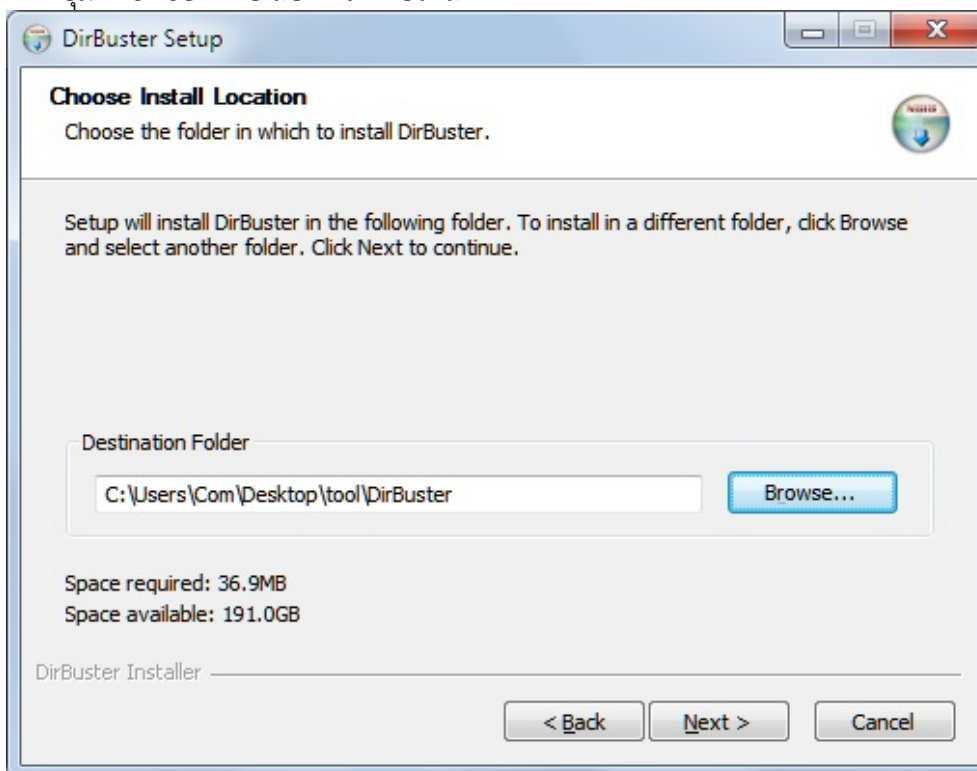 DirBuster Setup
Choose Install Location
Choose the folder in which to install DirBuster.
Setup will install DirBuster in the following folder. To install in a different folder, click Browse
and select another folder. Click Next to continue.
Destination Folder
C:\Users\Com\Desktop\tool\DirBuster
Browse...
Space required: 36.9MB
Space available: 191.0GB
DirBuster Installer
< Back
Next >
Cancel